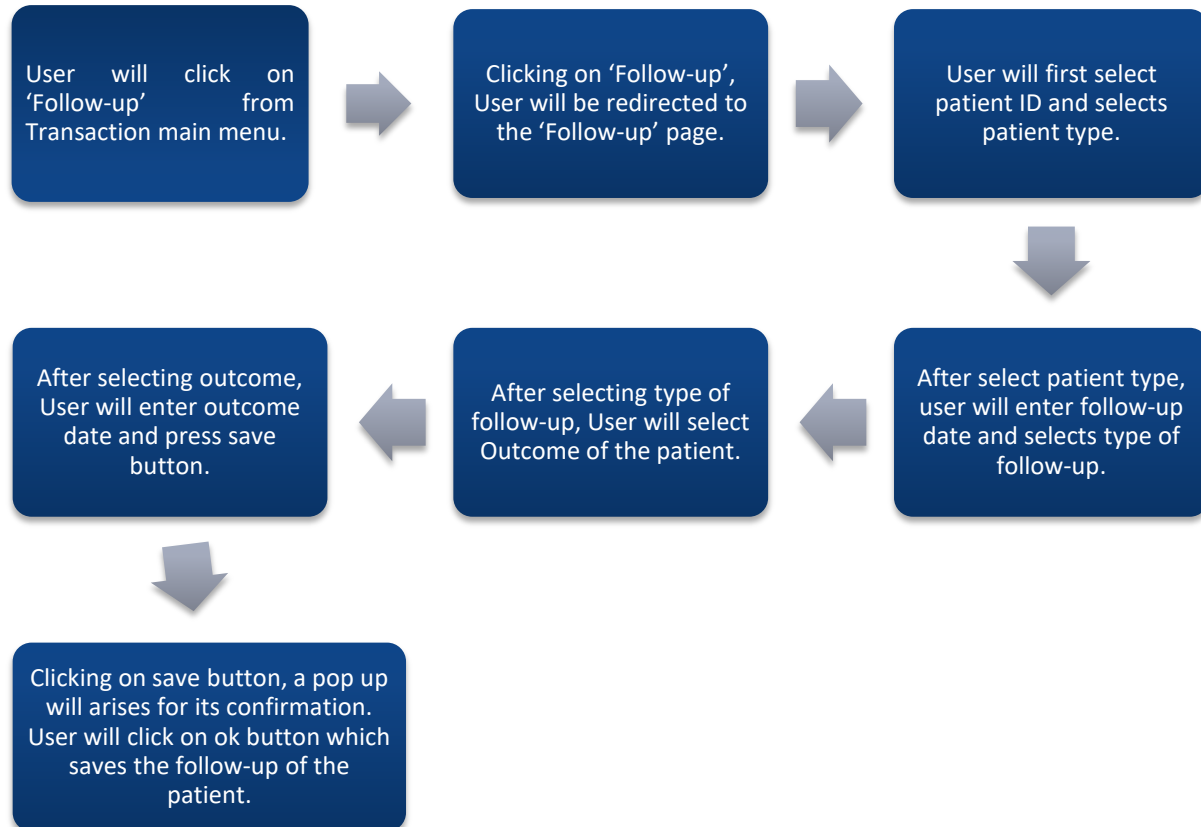 User will click on
‘Follow-up’ from
Transaction main menu.
Clicking on ‘Follow-up’,
User will be redirected to
the ‘Follow-up’ page.
User will first select
patient ID and selects
patient type.
After select patient type,
user will enter follow-up
date and selects type of
follow-up.
After selecting type of
follow-up, User will select
Outcome of the patient.
After selecting outcome,
User will enter outcome
date and press save
button.
Clicking on save button, a pop up
will arises for its confirmation.
User will click on ok button which
saves the follow-up of the
patient.